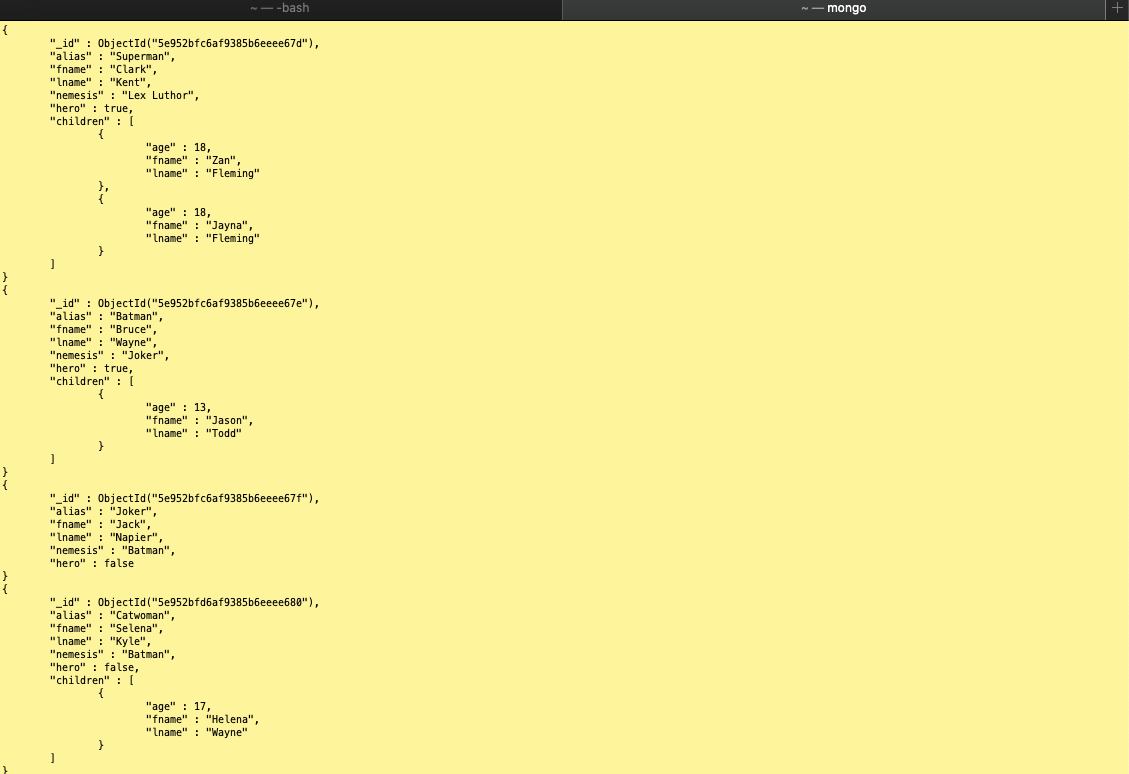 ~ — -bash
~ — mongo
{
"_id" : ObjectId("5e952bfc6af9385b6eeee67d"),
"alias" : "Superman",
"fname" : "Clark",
"lname" : "Kent",
"nemesis" : "Lex Luthor",
"hero" : true,
"children" : [
{
"age" : 18,
"fname" : "Zan",
"lname" : "Fleming"
},
{
"age" : 18,
"fname" : "Jayna",
"lname" : "Fleming"
}
]
}
{
"_id" : ObjectId("5e952bfc6af9385b6eeee67e"),
"alias" : "Batman",
"fname" : "Bruce",
"lname" : "Wayne",
"nemesis" : "Joker",
"hero" : true,
"children" : [
{
"age" : 13,
"fname" : "Jason",
"lname" : "Todd"
}
]
}
{
"_id" : ObjectId("5e952bfc6af9385b6eeee67f"),
"alias" : "Joker",
"fname" : "Jack",
"lname" : "Napier",
"nemesis" : "Batman",
"hero" : false
}
{
"_id" : ObjectId("5e952bfd6af9385b6eeee680"),
"alias" : "Catwoman",
"fname" : "Selena",
"lname" : "Kyle",
"nemesis" : "Batman",
"hero" : false,
"children" : [
{
"age" : 17,
"fname" : "Helena",
"lname" : "Wayne"
}
]
}